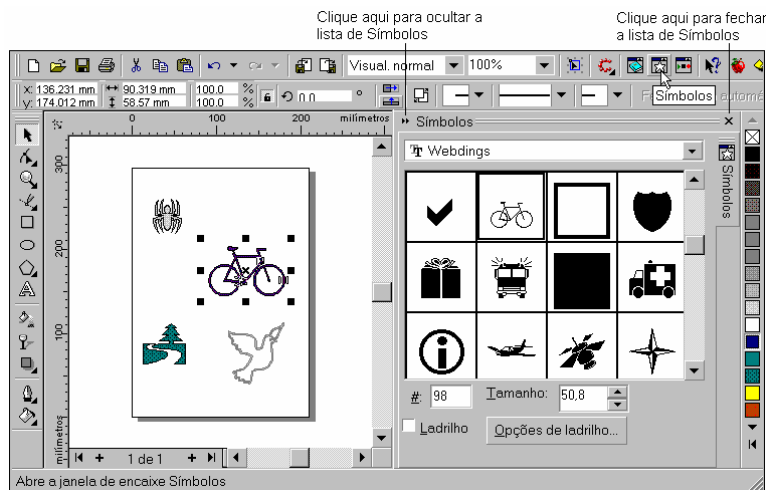 Clique aqui para ocultar a
lista de Símbolos
Clique aqui para fechar
a lista de Símbolos
Visual. normal
100%
x: 136.231 mm
y: 174.012 mm
90.319 mm
58.57 mm
100.0 %
100.0 %
0.0 °
Símbolos
automá
0 100 200 milímetros
300
200
100
milímetros
Símbolos
Webdings
Símbolos
#: 98 Tamanho: 50,8
Ladrilho Opções de ladrilho...
1 de 1
Abre a janela de encaixe Símbolos